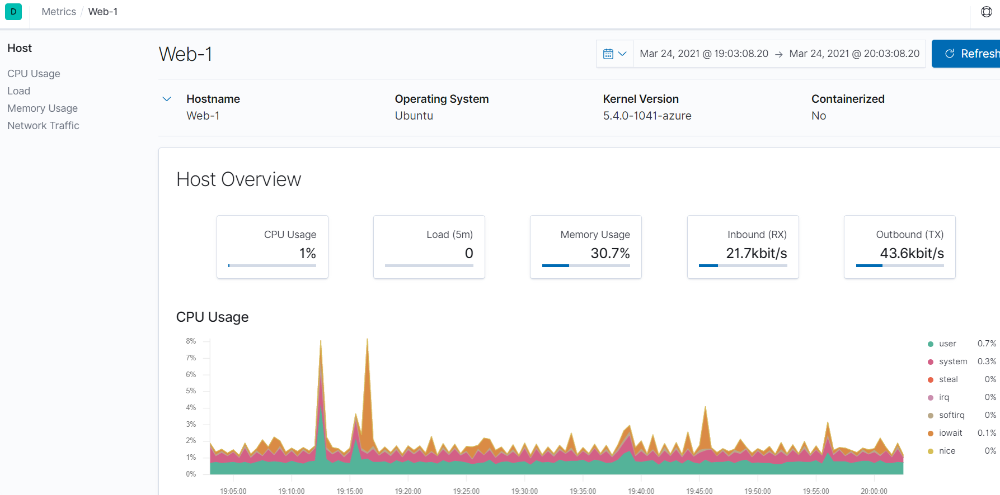 D Metrics / Web-1
Host
CPU Usage
Load
Memory Usage
Network Traffic
Web-1
Mar 24, 2021 @ 19:03:08.20 → Mar 24, 2021 @ 20:03:08.20
Refresh
Hostname
Web-1
Operating System
Ubuntu
Kernel Version
5.4.0-1041-azure
Containerized
No
Host Overview
CPU Usage
1%
Load (5m)
0
Memory Usage
30.7%
Inbound (RX)
21.7kbit/s
Outbound (TX)
43.6kbit/s
CPU Usage
8%
7%
6%
5%
4%
3%
2%
1%
0%
19:05:00 19:10:00 19:15:00 19:20:00 19:25:00 19:30:00 19:35:00 19:40:00 19:45:00 19:50:00 19:55:00 20:00:00
user 0.7%
system 0.3%
steal 0%
irq 0%
softirq 0%
iowait 0.1%
nice 0%